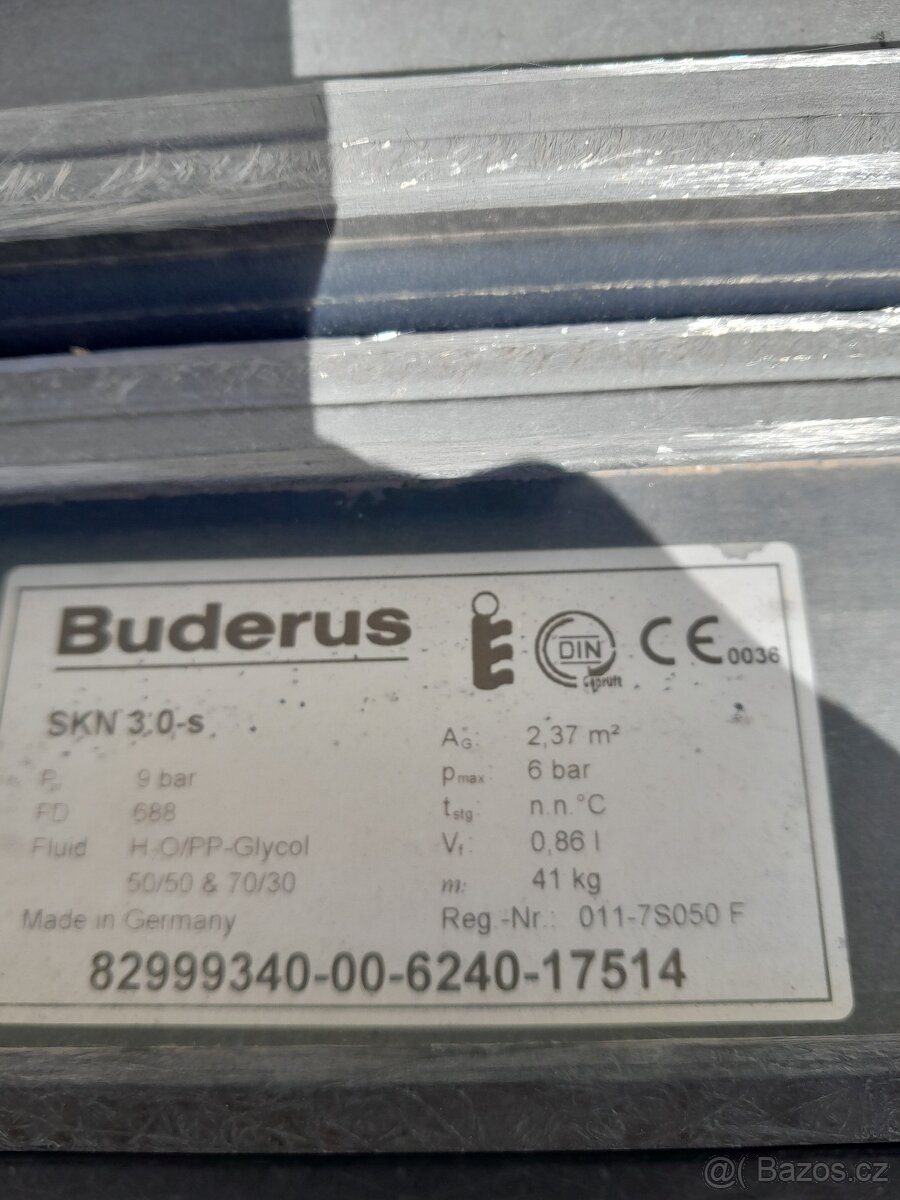 Buderus
DIN
geprüft
CE 0036
SKN 3.0-s
9 bar
FD 688
Fluid H2O/PP-Glycol
50/50 & 70/30
Made in Germany
AG: 2,37 m²
pmax: 6 bar
tstg: n.n.°C
Vf: 0,86 l
m: 41 kg
Reg.-Nr.: 011-7S050 F
82999340-00-6240-17514
@( Bazos.cz